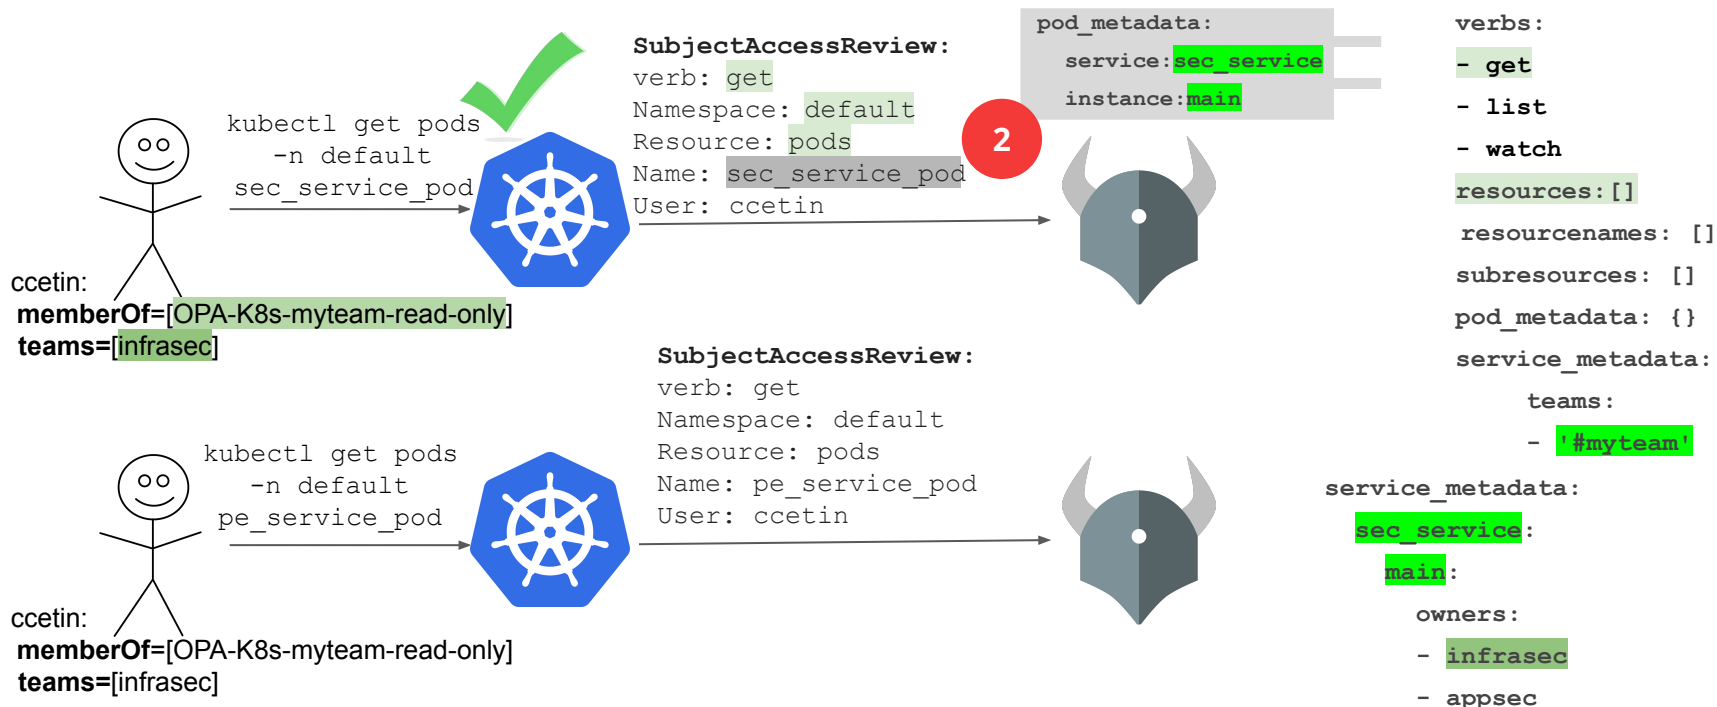 kubectl get pods
-n default
sec_service_pod
ccetin:
memberOf=[OPA-K8s-myteam-read-only]
teams=[infrasec]
SubjectAccessReview:
verb: get
Namespace: default
Resource: pods
Name: sec_service_pod
User: ccetin
2
pod_metadata:
service:sec_service
instance:main
kubectl get pods
-n default
pe_service_pod
ccetin:
memberOf=[OPA-K8s-myteam-read-only]
teams=[infrasec]
SubjectAccessReview:
verb: get
Namespace: default
Resource: pods
Name: pe_service_pod
User: ccetin
verbs:
- get
- list
- watch
resources:[]
resourcenames: []
subresources: []
pod_metadata: {}
service_metadata:
teams:
- '#myteam'
service_metadata:
sec_service:
main:
owners:
- infrasec
- appsec